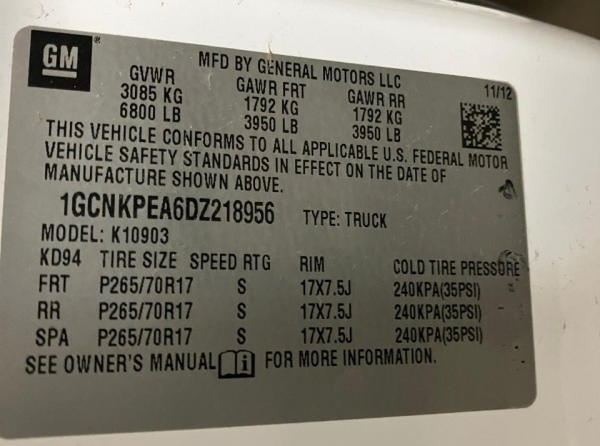 GM ®
MFD BY GENERAL MOTORS LLC
11/12
GVWR GAWR FRT GAWR RR
3085 KG 1792 KG 1792 KG
6800 LB 3950 LB 3950 LB
THIS VEHICLE CONFORMS TO ALL APPLICABLE U.S. FEDERAL MOTOR
VEHICLE SAFETY STANDARDS IN EFFECT ON THE DATE OF
MANUFACTURE SHOWN ABOVE.
1GCNKPEA6DZ218956 TYPE: TRUCK
MODEL: K10903
KD94 TIRE SIZE SPEED RTG RIM COLD TIRE PRESSURE
FRT P265/70R17 S 17X7.5J 240KPA(35PSI)
RR P265/70R17 S 17X7.5J 240KPA(35PSI)
SPA P265/70R17 S 17X7.5J 240KPA(35PSI)
SEE OWNER'S MANUAL i FOR MORE INFORMATION.